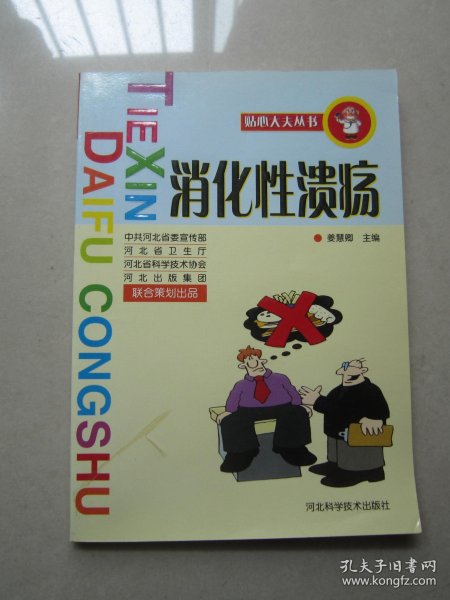 TIEXIN
DAIFU CONGSHU
贴心大夫丛书
消化性溃疡
姜慧卿 主编
中共河北省委宣传部
河北省卫生厅
河北省科学技术协会
河北出版集团
联合策划出品
河北科学技术出版社
孔夫子旧书网
www.kongfz.com